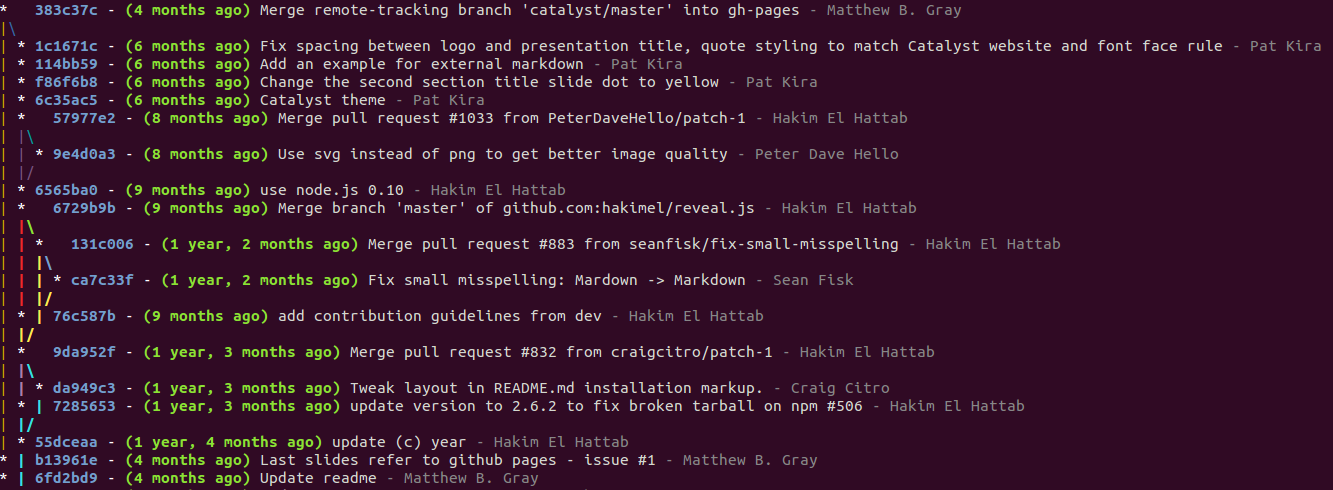 *   383c37c - (4 months ago) Merge remote-tracking branch 'catalyst/master' into gh-pages - Matthew B. Gray
|\
| * 1c1671c - (6 months ago) Fix spacing between logo and presentation title, quote styling to match Catalyst website and font face rule - Pat Kira
| * 114bb59 - (6 months ago) Add an example for external markdown - Pat Kira
| * f86f6b8 - (6 months ago) Change the second section title slide dot to yellow - Pat Kira
| * 6c35ac5 - (6 months ago) Catalyst theme - Pat Kira
| *   57977e2 - (8 months ago) Merge pull request #1033 from PeterDaveHello/patch-1 - Hakim El Hattab
| |\
| | * 9e4d0a3 - (8 months ago) Use svg instead of png to get better image quality - Peter Dave Hello
| |/
| * 6565ba0 - (9 months ago) use node.js 0.10 - Hakim El Hattab
| *   6729b9b - (9 months ago) Merge branch 'master' of github.com:hakimel/reveal.js - Hakim El Hattab
| |\
| | *   131c006 - (1 year, 2 months ago) Merge pull request #883 from seanfisk/fix-small-misspelling - Hakim El Hattab
| | |\
| | | * ca7c33f - (1 year, 2 months ago) Fix small misspelling: Mardown -> Markdown - Sean Fisk
| | |/
| * | 76c587b - (9 months ago) add contribution guidelines from dev - Hakim El Hattab
| |/
| *   9da952f - (1 year, 3 months ago) Merge pull request #832 from craigcitro/patch-1 - Hakim El Hattab
| |\
| | * da949c3 - (1 year, 3 months ago) Tweak layout in README.md installation markup. - Craig Citro
| * | 7285653 - (1 year, 3 months ago) update version to 2.6.2 to fix broken tarball on npm #506 - Hakim El Hattab
| |/
| * 55dceaa - (1 year, 4 months ago) update (c) year - Hakim El Hattab
* | b13961e - (4 months ago) Last slides refer to github pages - issue #1 - Matthew B. Gray
* | 6fd2bd9 - (4 months ago) Update readme - Matthew B. Gray